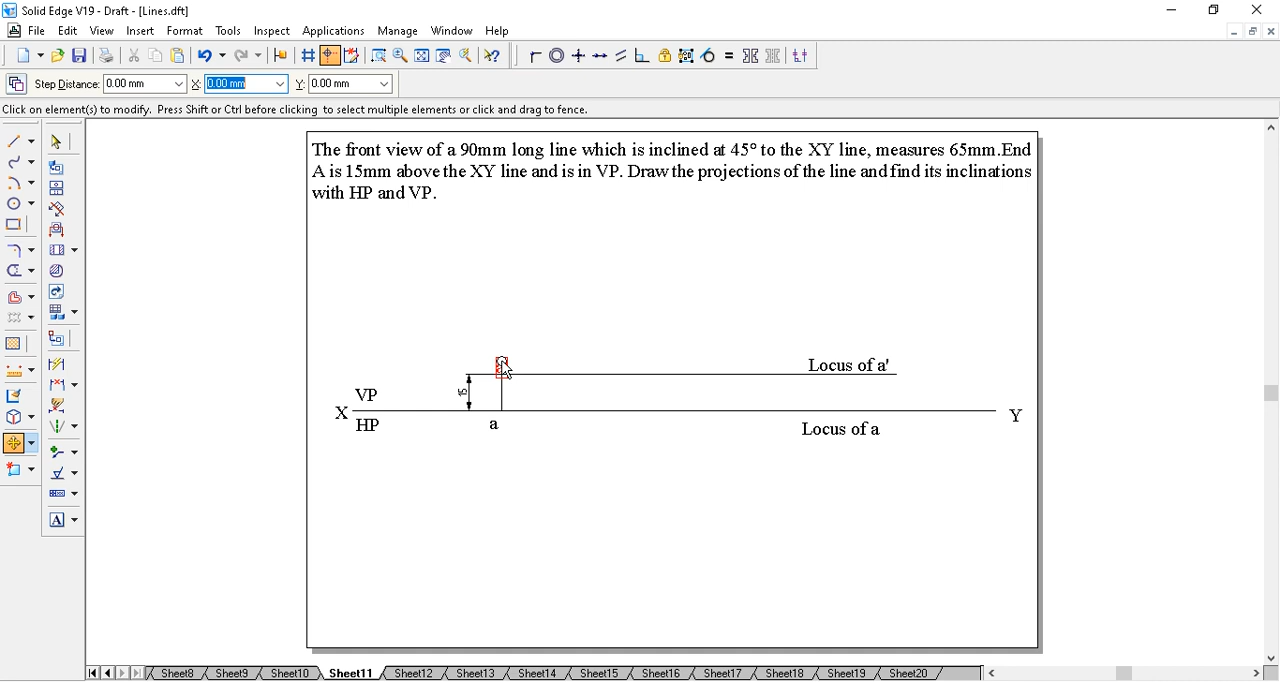 Solid Edge V19 - Draft - [Lines.dft]
File Edit View Insert Format Tools Inspect Applications Manage Window Help
Step Distance: 0.00 mm X: 0.00 mm Y: 0.00 mm
Click on element(s) to modify. Press Shift or Ctrl before clicking to select multiple elements or click and drag to fence.
The front view of a 90mm long line which is inclined at 45° to the XY line, measures 65mm.End
A is 15mm above the XY line and is in VP. Draw the projections of the line and find its inclinations
with HP and VP.
Locus of a'
15
VP
X
Y
HP
a
Locus of a
Sheet8 Sheet9 Sheet10 Sheet11 Sheet12 Sheet13 Sheet14 Sheet15 Sheet16 Sheet17 Sheet18 Sheet19 Sheet20